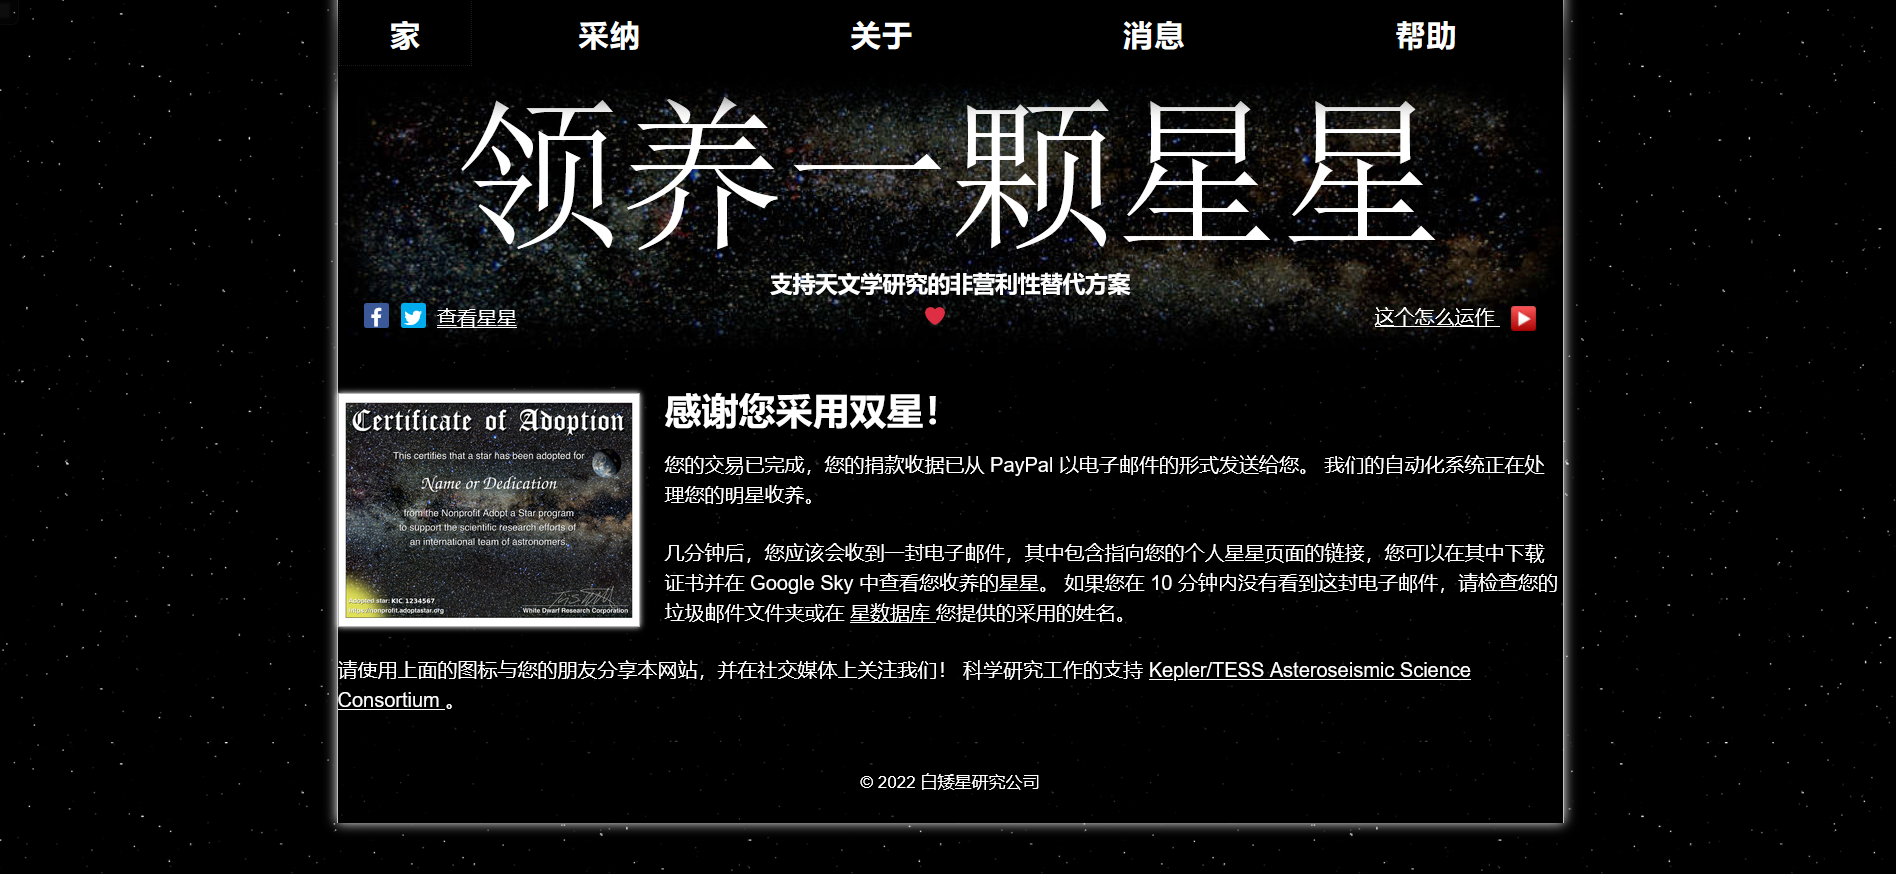 家 采纳 关于 消息 帮助
领养一颗星星
支持天文学研究的非营利性替代方案
查看星星 这个怎么运作
Certificate of Adoption
This certifies that a star has been adopted for
Name or Dedication
from the Nonprofit Adopt a Star program
to support the scientific research efforts of
an international team of astronomers.
Adopted star: KIC 1234567
https://nonprofit.adoptastar.org
White Dwarf Research Corporation
感谢您采用双星！
您的交易已完成，您的捐款收据已从 PayPal 以电子邮件的形式发送给您。 我们的自动化系统正在处
理您的明星收养。
几分钟后，您应该会收到一封电子邮件，其中包含指向您的个人星星页面的链接，您可以在其中下载
证书并在 Google Sky 中查看您收养的星星。 如果您在 10 分钟内没有看到这封电子邮件，请检查您的
垃圾邮件文件夹或在 星数据库 您提供的采用的姓名。
请使用上面的图标与您的朋友分享本网站，并在社交媒体上关注我们！ 科学研究工作的支持 Kepler/TESS Asteroseismic Science
Consortium 。
© 2022 白矮星研究公司